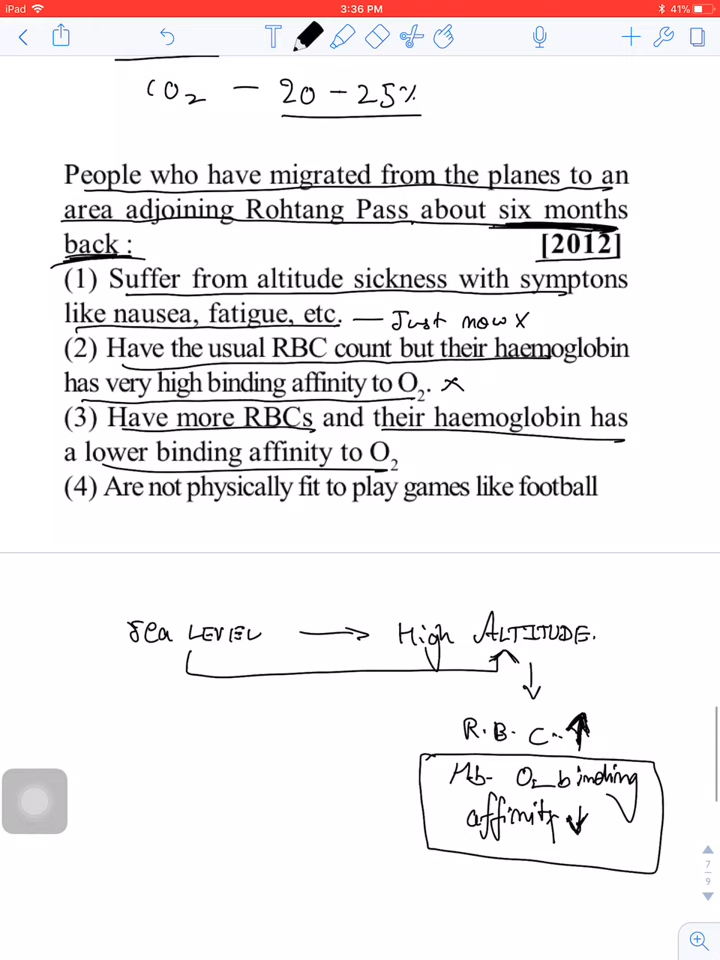 iPad 3:36 PM 41%
CO2 — 20 - 25%
People who have migrated from the planes to an
area adjoining Rohtang Pass about six months
back : [2012]
(1) Suffer from altitude sickness with symptons
like nausea, fatigue, etc. — Just now X
(2) Have the usual RBC count but their haemoglobin
has very high binding affinity to O2. X
(3) Have more RBCs and their haemoglobin has
a lower binding affinity to O2
(4) Are not physically fit to play games like football
Sea LEVEL → High ALTITUDE.
↓
R.B.C. ↑
Hb- O2 binding
affinity ↓
7
9